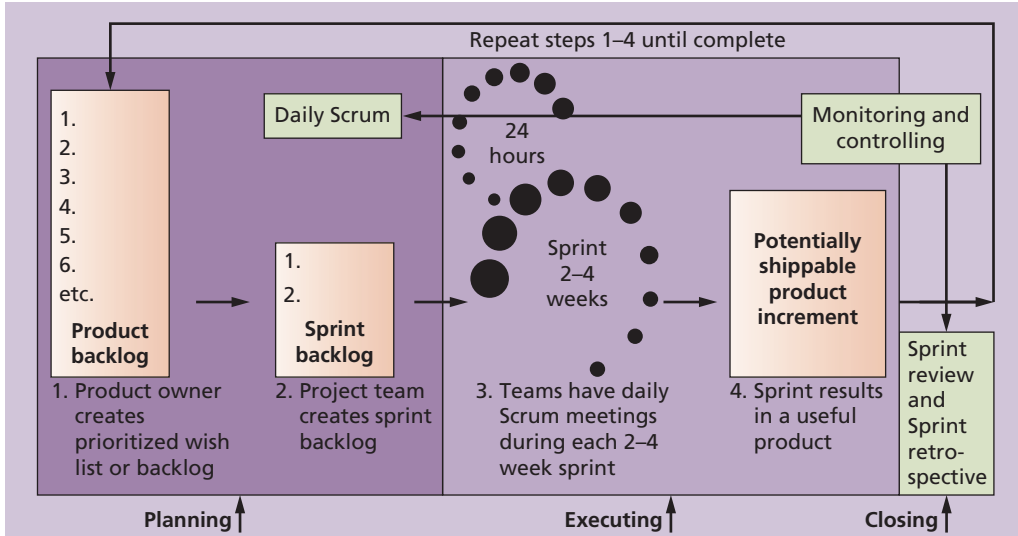 Repeat steps 1–4 until complete
1.
2.
3.
4.
5.
6.
etc.
Product
backlog
1. Product owner
creates
prioritized wish
list or backlog
Daily Scrum
1.
2.
Sprint
backlog
2. Project team
creates sprint
backlog
24
hours
Sprint
2–4
weeks
3. Teams have daily
Scrum meetings
during each 2–4
week sprint
Monitoring and
controlling
Potentially
shippable
product
increment
4. Sprint results
in a useful
product
Sprint
review
and
Sprint
retro-
spective
Planning
Executing
Closing